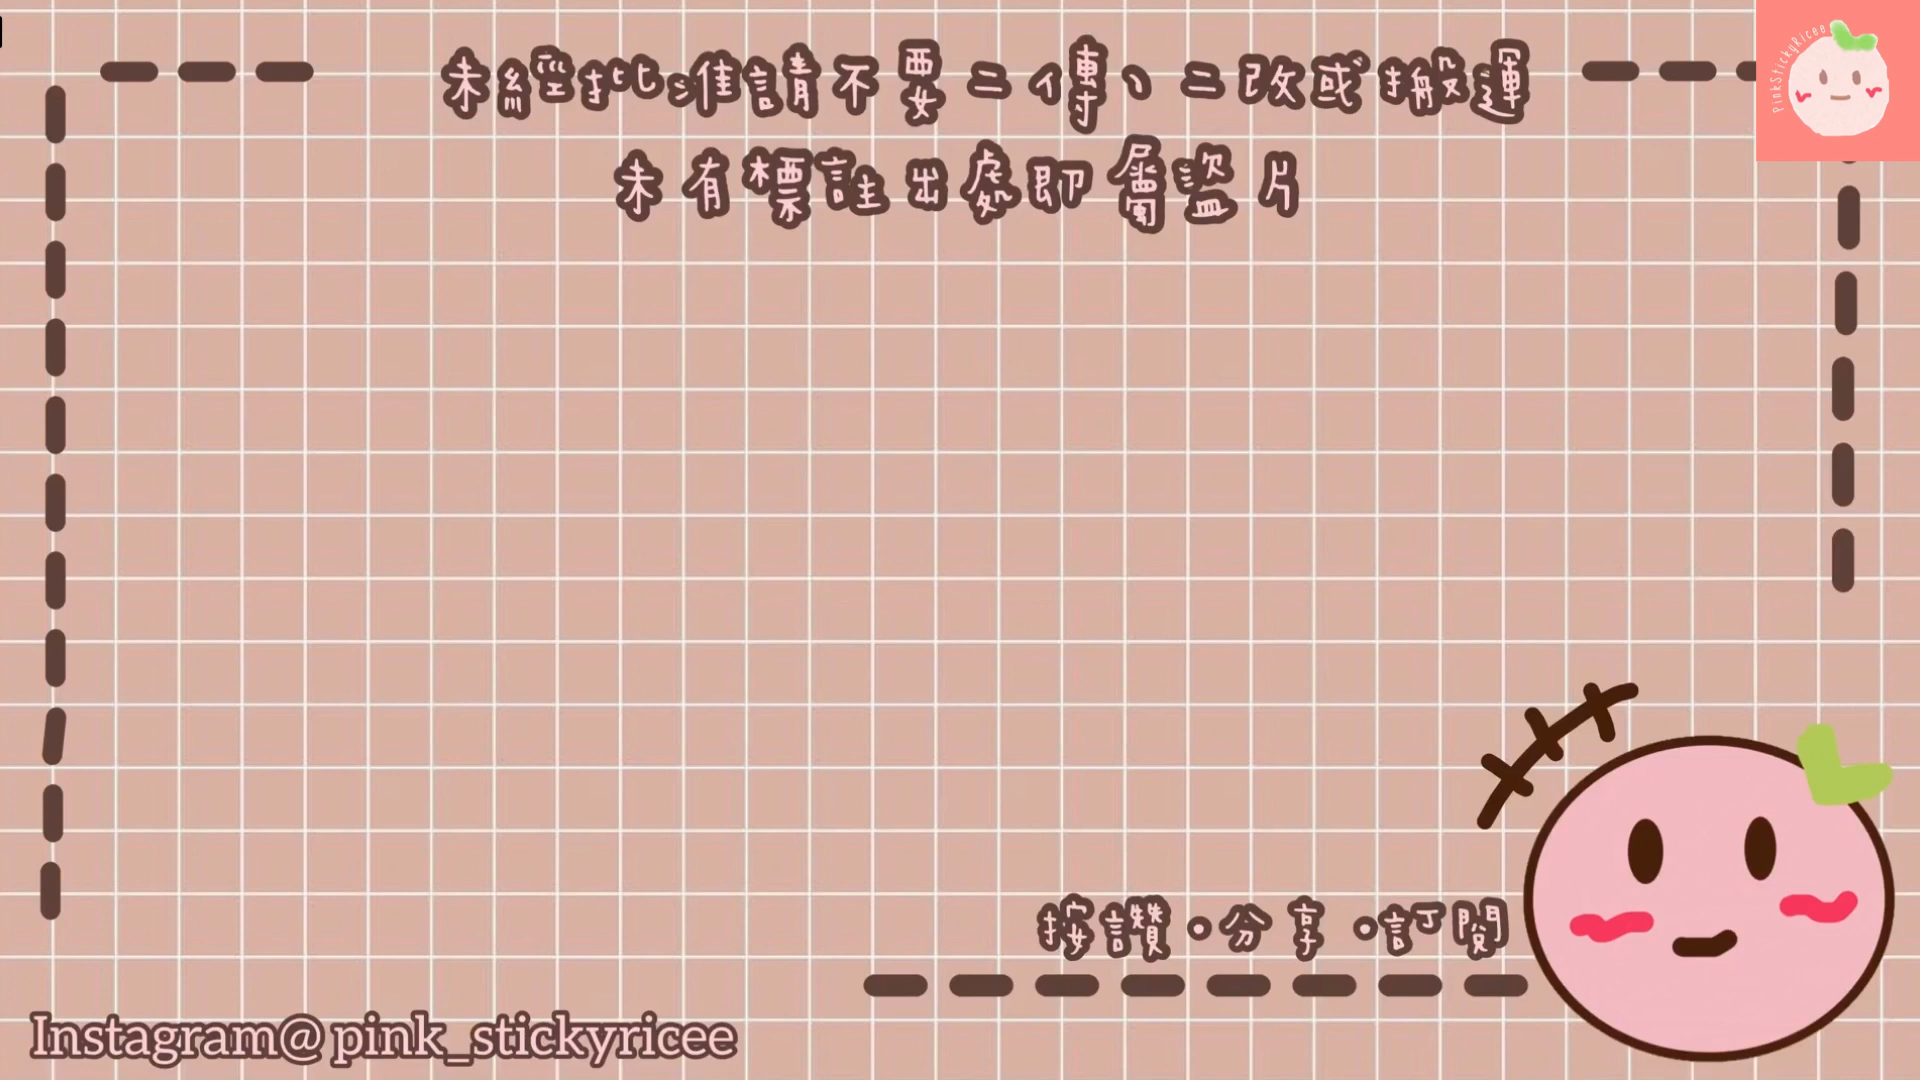 未經批准請不要二傳、二改或搬運
未有標註出處即屬盜片
PinkStickyRicee
按讚•分享•訂閱
Instagram@pink_stickyricee